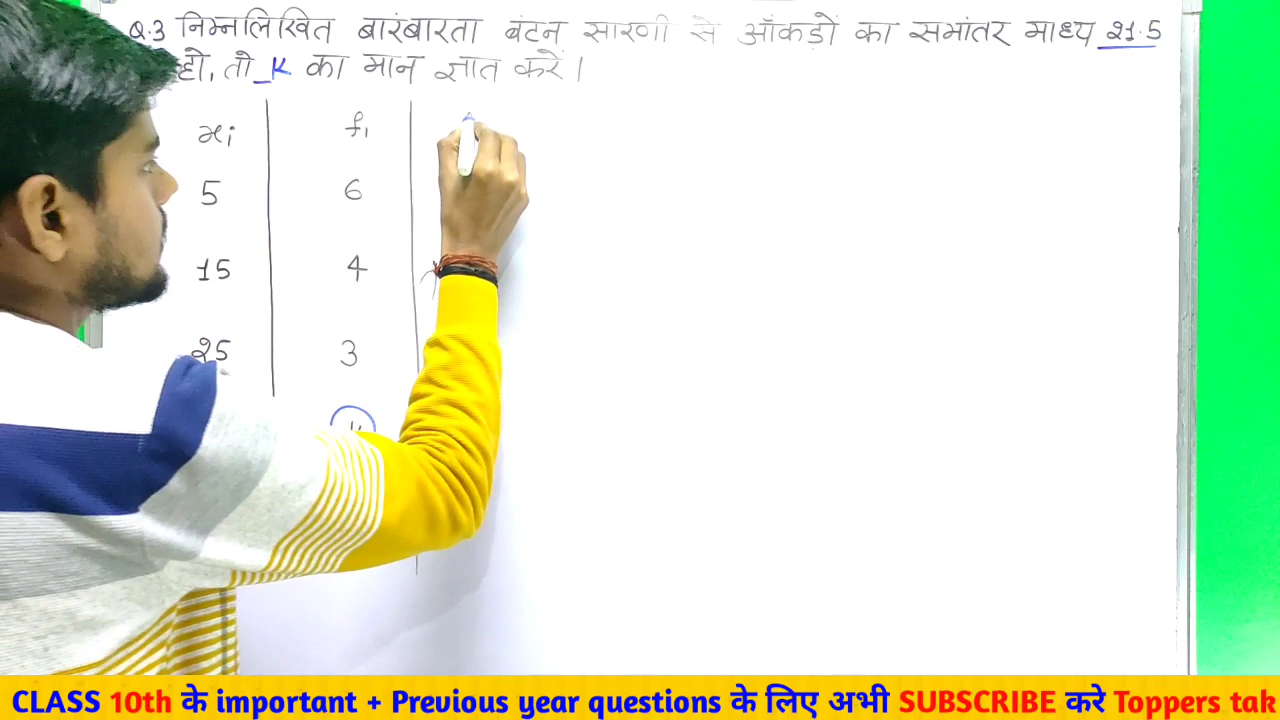 Q.3 निम्नलिखित बारंबारता बंटन सारणी से आँकड़ों का समांतर माध्य 21.5
हो, तो K का मान ज्ञात करें।
xi fi
5 6
15 4
25 3
CLASS 10th के important + Previous year questions के लिए अभी SUBSCRIBE करे Toppers tak